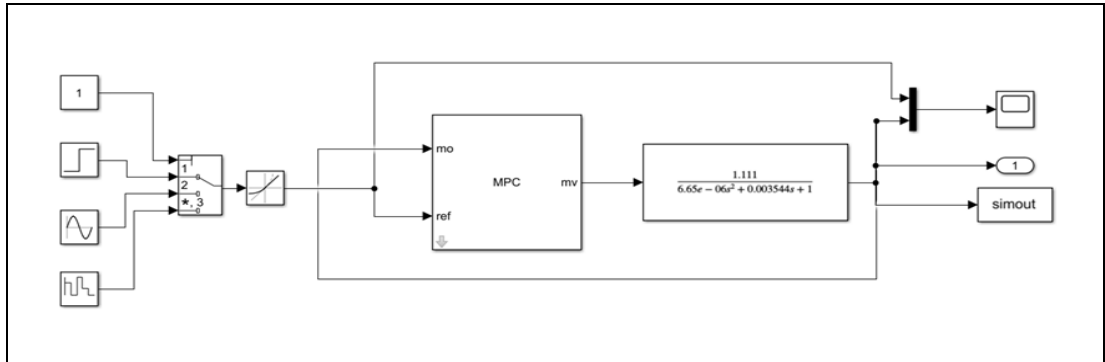 1
1
2
*, 3
mo
ref
MPC
mv
1.111
6.65e − 06s² + 0.003544s + 1
1
simout